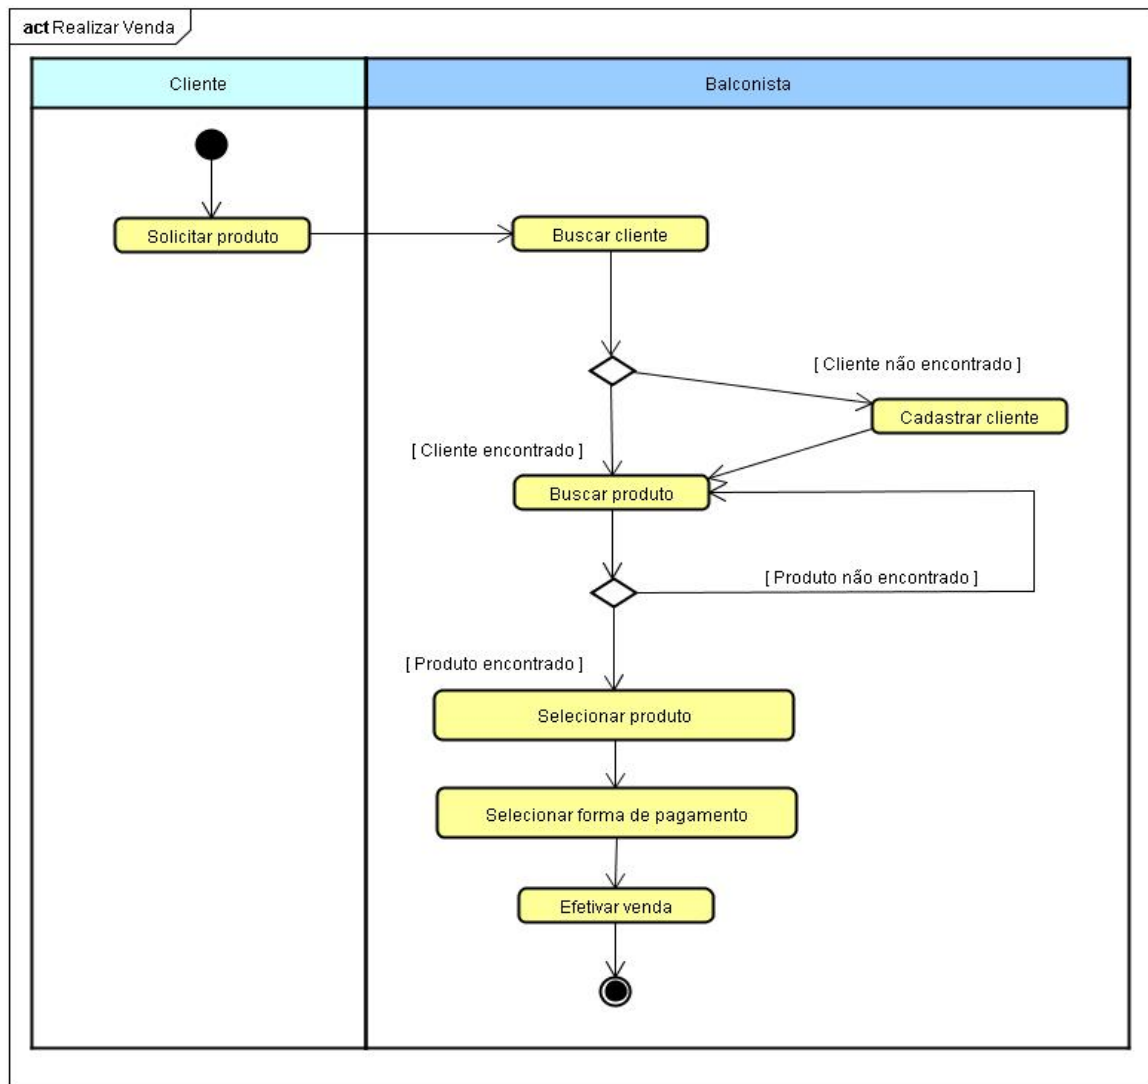 act Realizar Venda
Cliente
Balconista
Solicitar produto
Buscar cliente
[ Cliente não encontrado ]
Cadastrar cliente
[ Cliente encontrado ]
Buscar produto
[ Produto não encontrado ]
[ Produto encontrado ]
Selecionar produto
Selecionar forma de pagamento
Efetivar venda